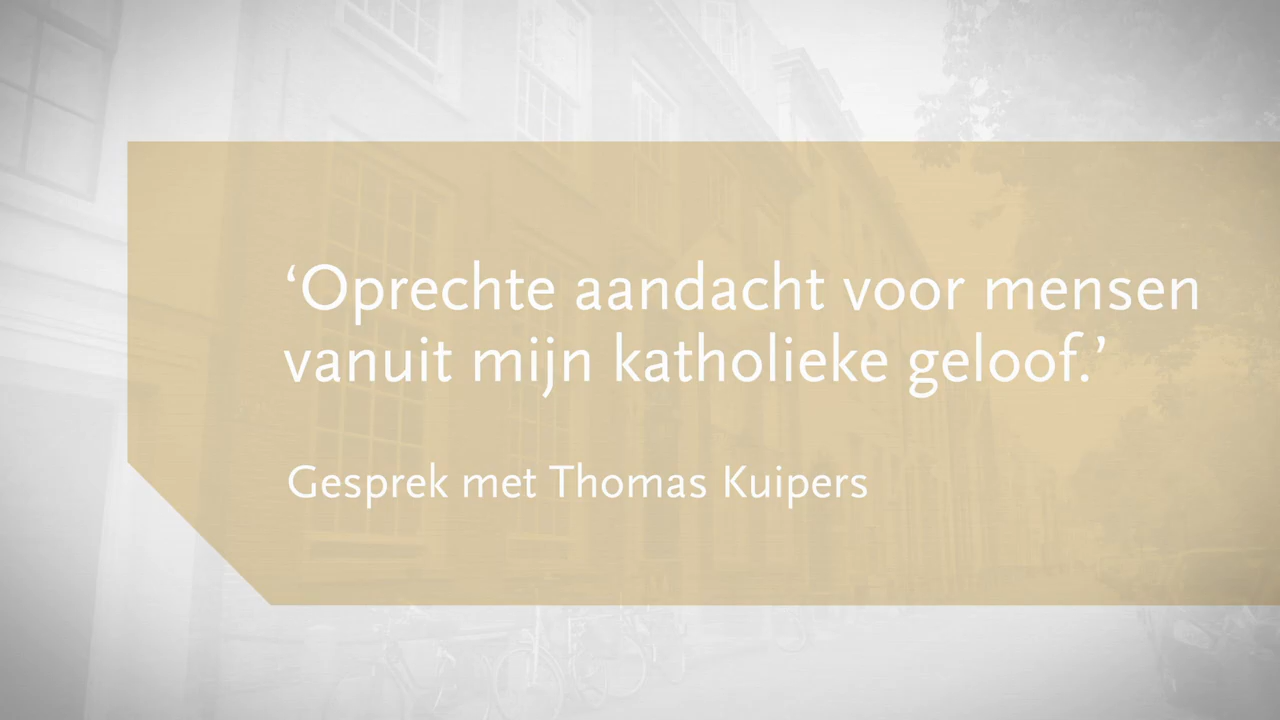 ‘Oprechte aandacht voor mensen
vanuit mijn katholieke geloof.’
Gesprek met Thomas Kuipers